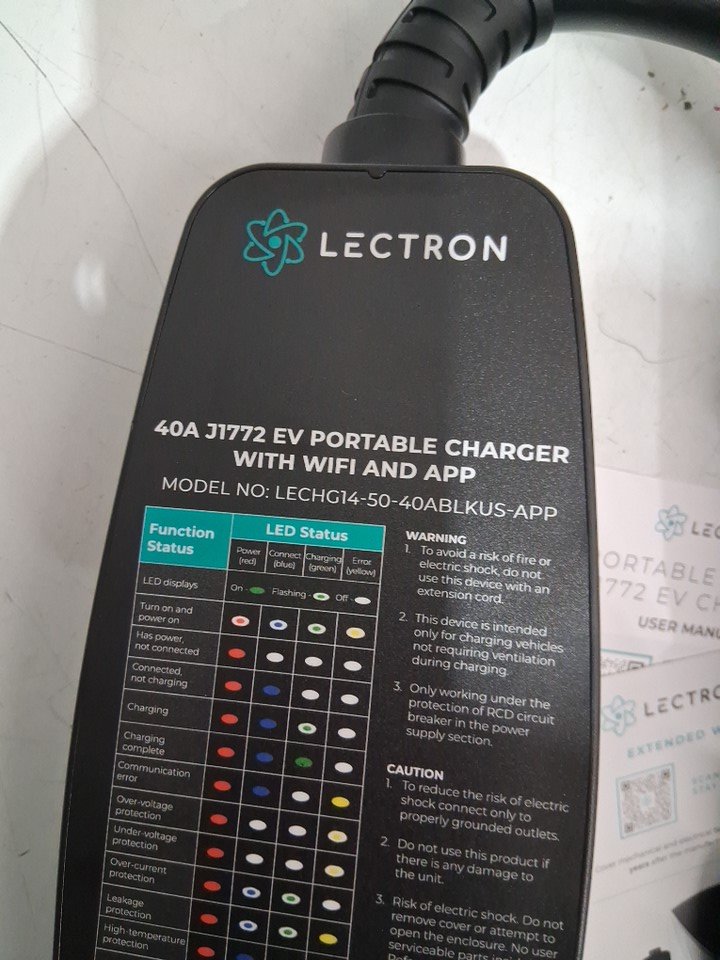 LECTRON
40A J1772 EV PORTABLE CHARGER
WITH WIFI AND APP
MODEL NO: LECHG14-50-40ABLKUS-APP
Function
Status
LED Status
Power
(red)
Connect
(blue)
Charging
(green)
Error
(yellow)
LED displays
On -
Flashing -
Off -
Turn on and
power on
Has power,
not connected
Connected,
not charging
Charging
Charging
complete
Communication
error
Over-voltage
protection
Under-voltage
protection
Over-current
protection
Leakage
protection
High-temperature
protection
WARNING
1. To avoid a risk of fire or
electric shock, do not
use this device with an
extension cord.
2. This device is intended
only for charging vehicles
not requiring ventilation
during charging.
3. Only working under the
protection of RCD circuit
breaker in the power
supply section.
CAUTION
1. To reduce the risk of electric
shock connect only to
properly grounded outlets.
2. Do not use this product if
there is any damage to
the unit.
3. Risk of electric shock. Do not
remove cover or attempt to
open the enclosure. No user
serviceable parts
LEC
PORTABLE
1772 EV C
USER MANU
LECTRO
EXTENDED W